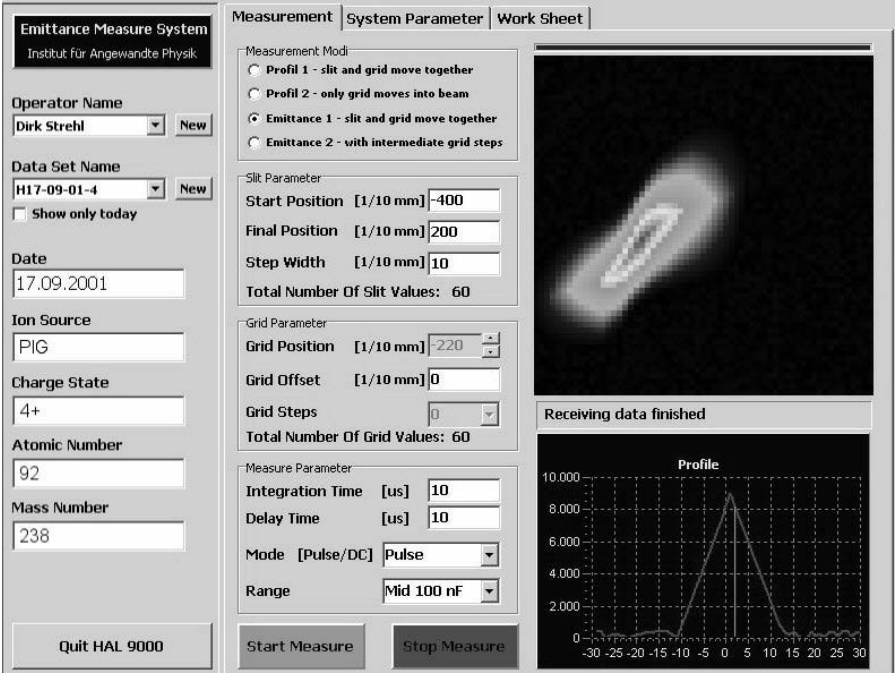 Emittance Measure System
Institut für Angewandte Physik
Operator Name
Dirk Strehl New
Data Set Name
H17-09-01-4 New
Show only today
Date
17.09.2001
Ion Source
PIG
Charge State
4+
Atomic Number
92
Mass Number
238
Quit HAL 9000
Measurement System Parameter Work Sheet
Measurement Modi
Profil 1 - slit and grid move together
Profil 2 - only grid moves into beam
Emittance 1 - slit and grid move together
Emittance 2 - with intermediate grid steps
Slit Parameter
Start Position [1/10 mm] -400
Final Position [1/10 mm] 200
Step Width [1/10 mm] 10
Total Number Of Slit Values: 60
Grid Parameter
Grid Position [1/10 mm] -220
Grid Offset [1/10 mm] 0
Grid Steps 0
Total Number Of Grid Values: 60
Measure Parameter
Integration Time [us] 10
Delay Time [us] 10
Mode [Pulse/DC] Pulse
Range Mid 100 nF
Start Measure Stop Measure
Receiving data finished
Profile
10.000
8.000
6.000
4.000
2.000
0
-30 -25 -20 -15 -10 -5 0 5 10 15 20 25 30